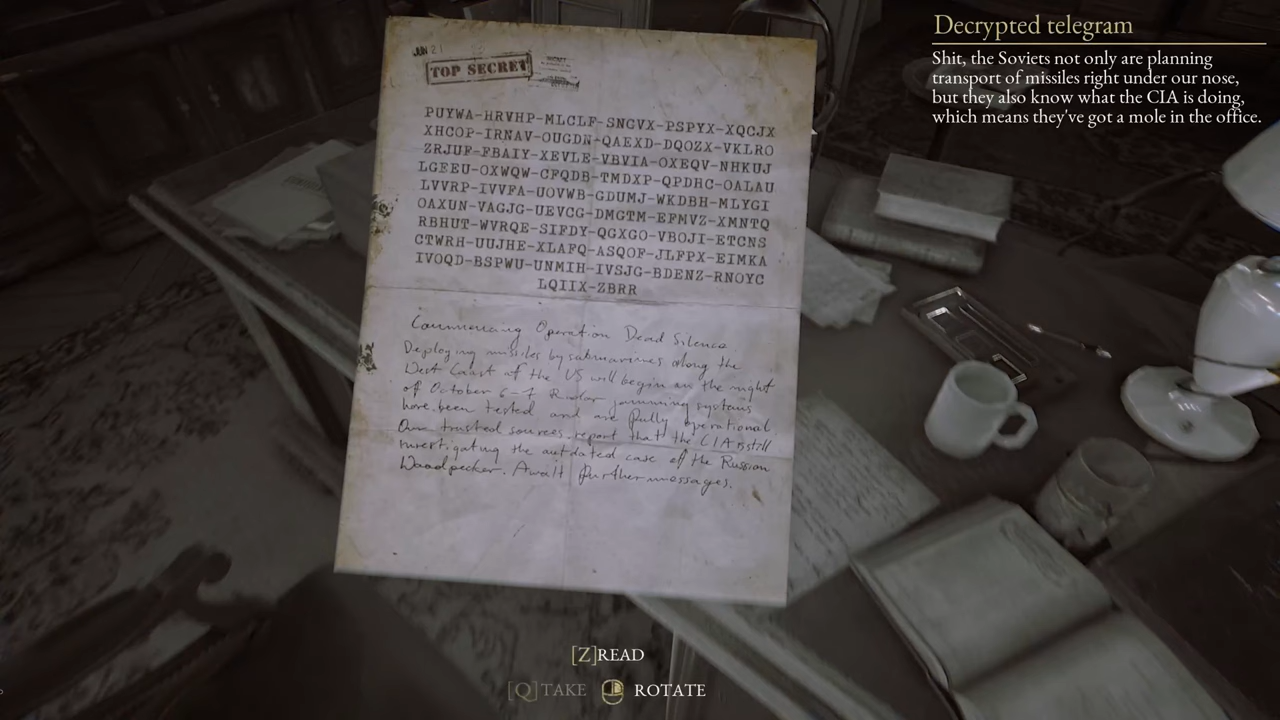 Decrypted telegram
Shit, the Soviets not only are planning
transport of missiles right under our nose,
but they also know what the CIA is doing,
which means they've got a mole in the office.
JUN 21
TOP SECRET
PUYWA-HRVHP-MLCLF-SNGVX-PSPYX-XQCJX
XHCOP-IRNAV-OUGDN-QAEXD-DQOZX-VKLRO
ZRJUF-FBAIY-XEVLE-VBVIA-OXEQV-NHKUJ
LGEEU-OXWQW-CFQDB-TMDXP-QPDHC-OALAU
LVVRP-IVVFA-UOVWB-GDUMJ-WKDBH-MLYGI
OAXUN-VAGJG-UEVCG-DMGTM-EFMVZ-XMNTQ
RBHUT-WVRQE-SIFDY-QGXGO-VBOJI-ETCNS
CTWRH-UUJHE-XLAFQ-ASQOF-JLFPX-EIMKA
IVOQD-BSPWU-UNMIH-IVSJG-BDENZ-RNOYC
LQIIX-ZBRR
Operation Dead Silence
Deploying missiles by submarines along the
West Coast of the US will begin on the night
of October 6-7 Radar jamming systems
have been tested and are fully operational
Our trusted sources report that the CIA is still
investigating the outdated case of the Russian
Woodpecker. Await further messages.
[Z]READ
[Q]TAKE ROTATE